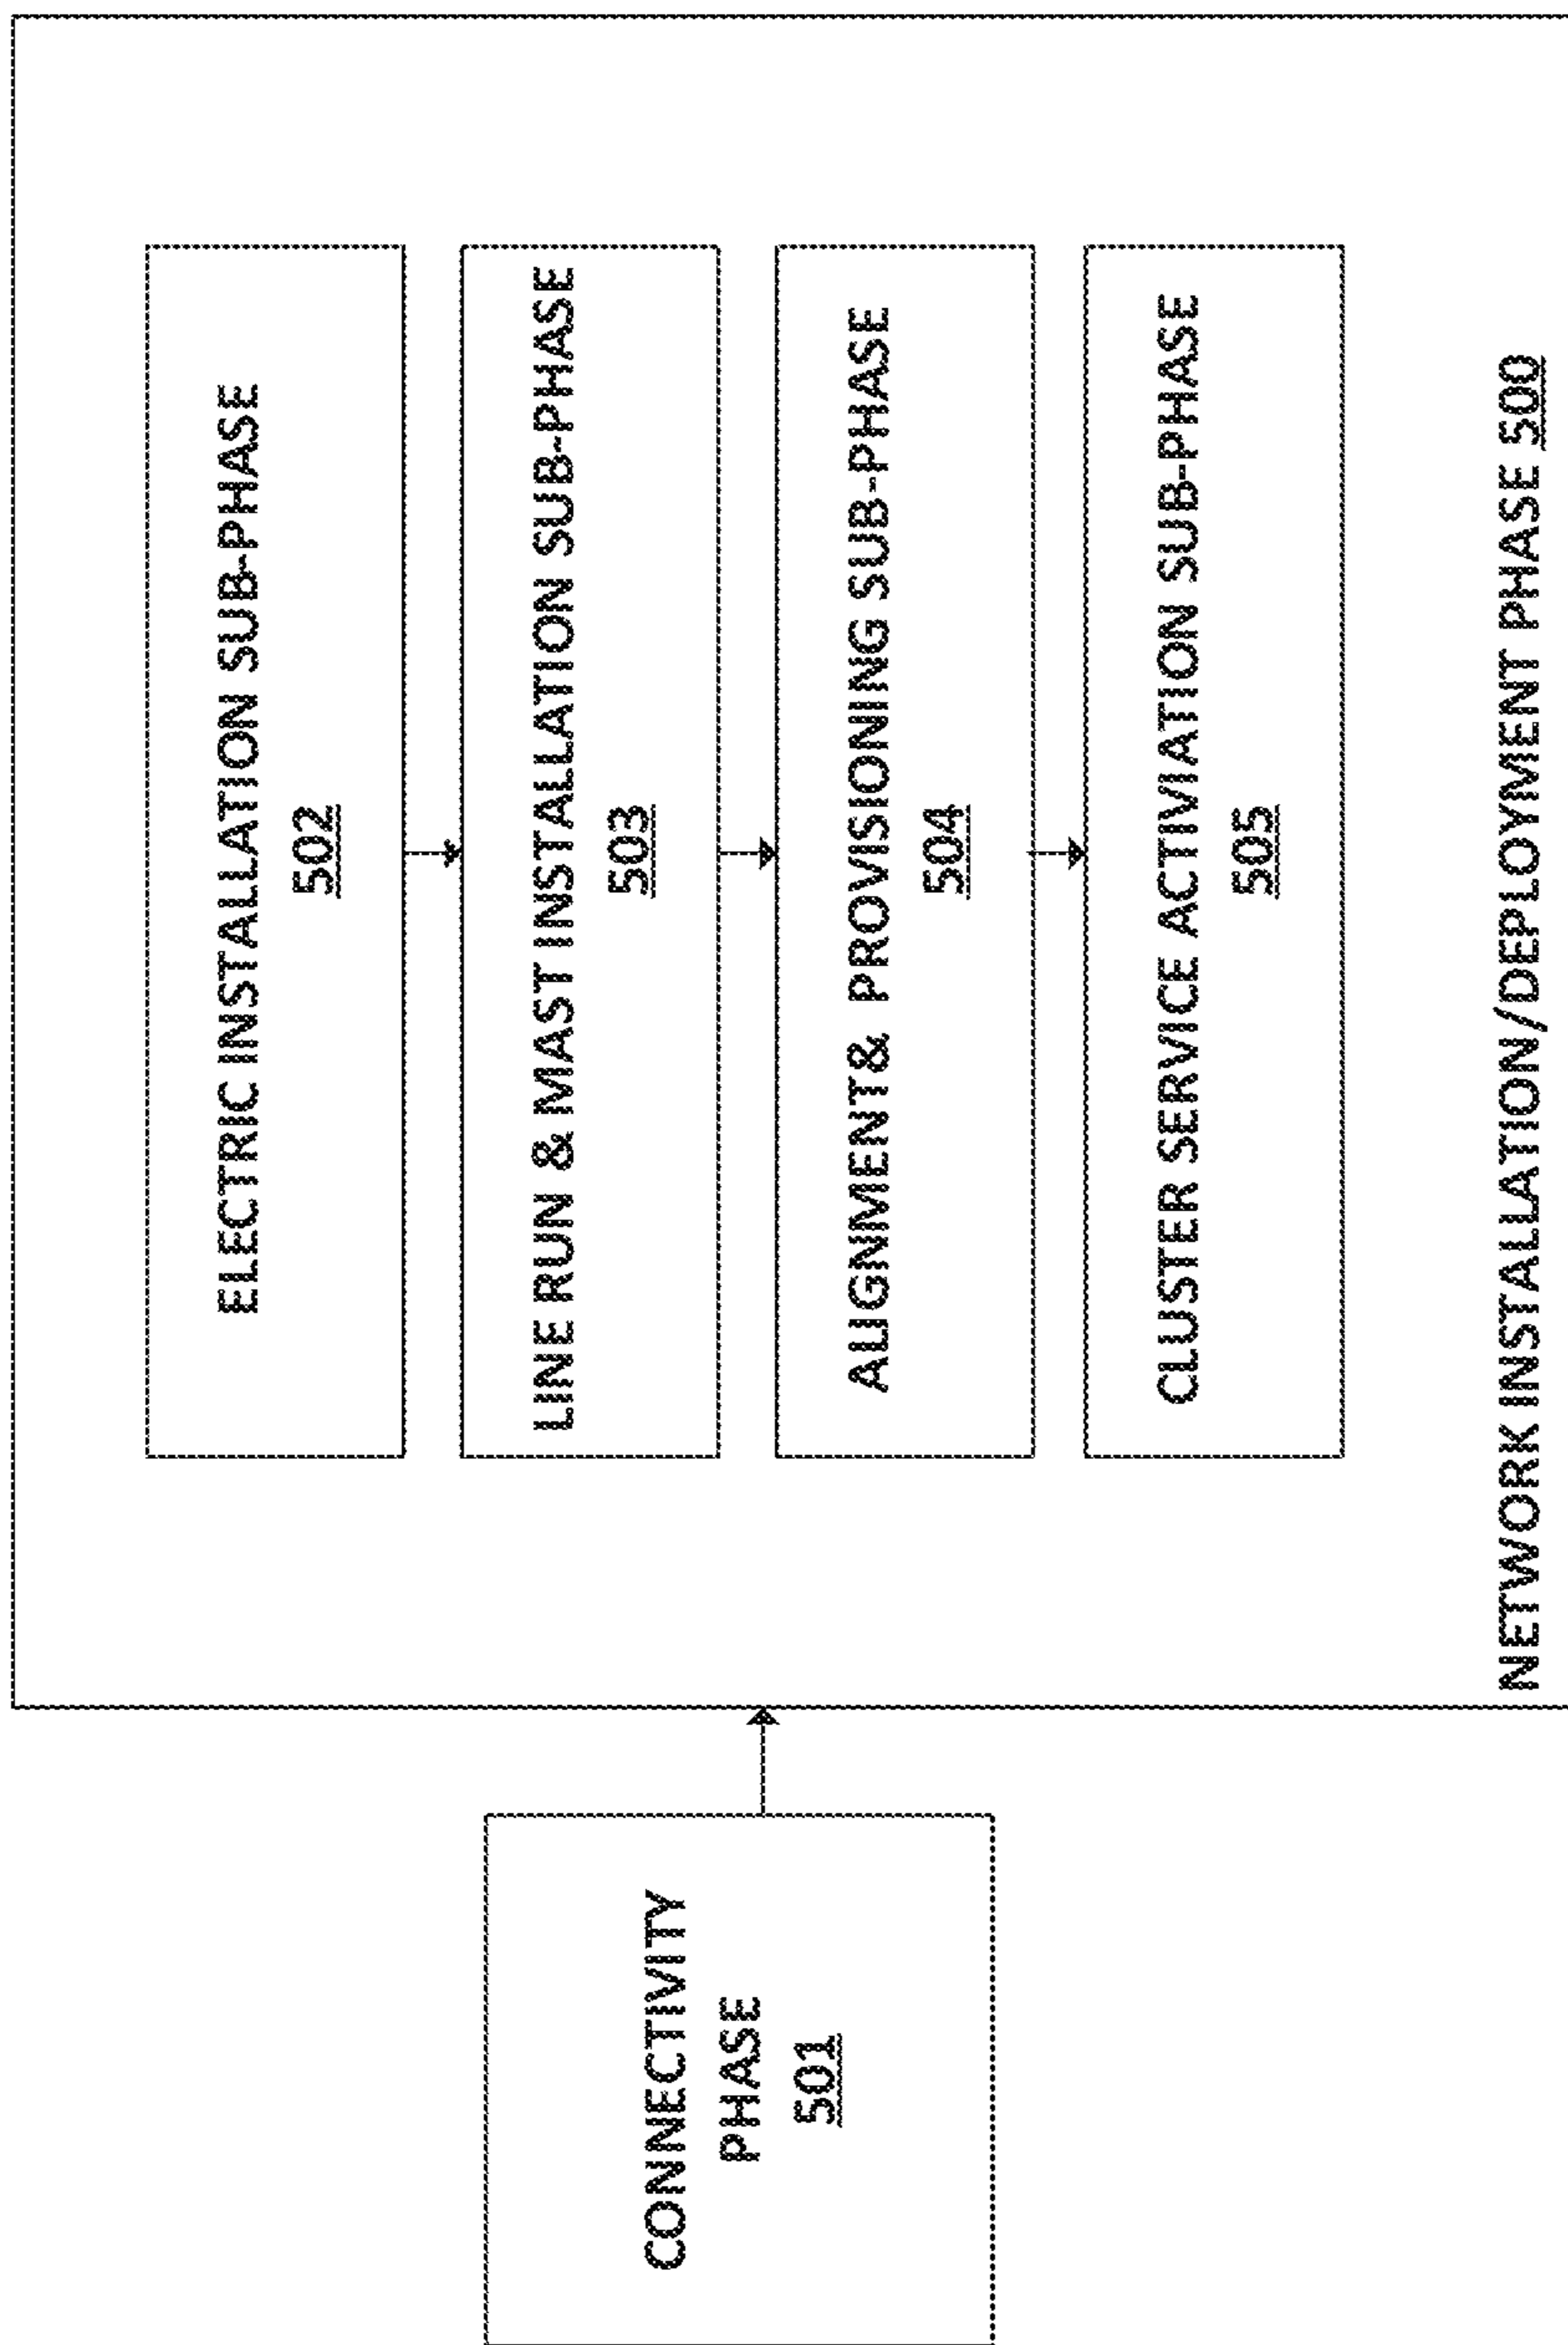 CONNECTIVITY
PHASE
501
ELECTRIC INSTALLATION SUB-PHASE
502
LINE RUN & MAST INSTALLATION SUB-PHASE
503
ALIGNMENT& PROVISIONING SUB-PHASE
504
CLUSTER SERVICE ACTIVIATION SUB-PHASE
505
NETWORK INSTALLATION/DEPLOYMENT PHASE 500